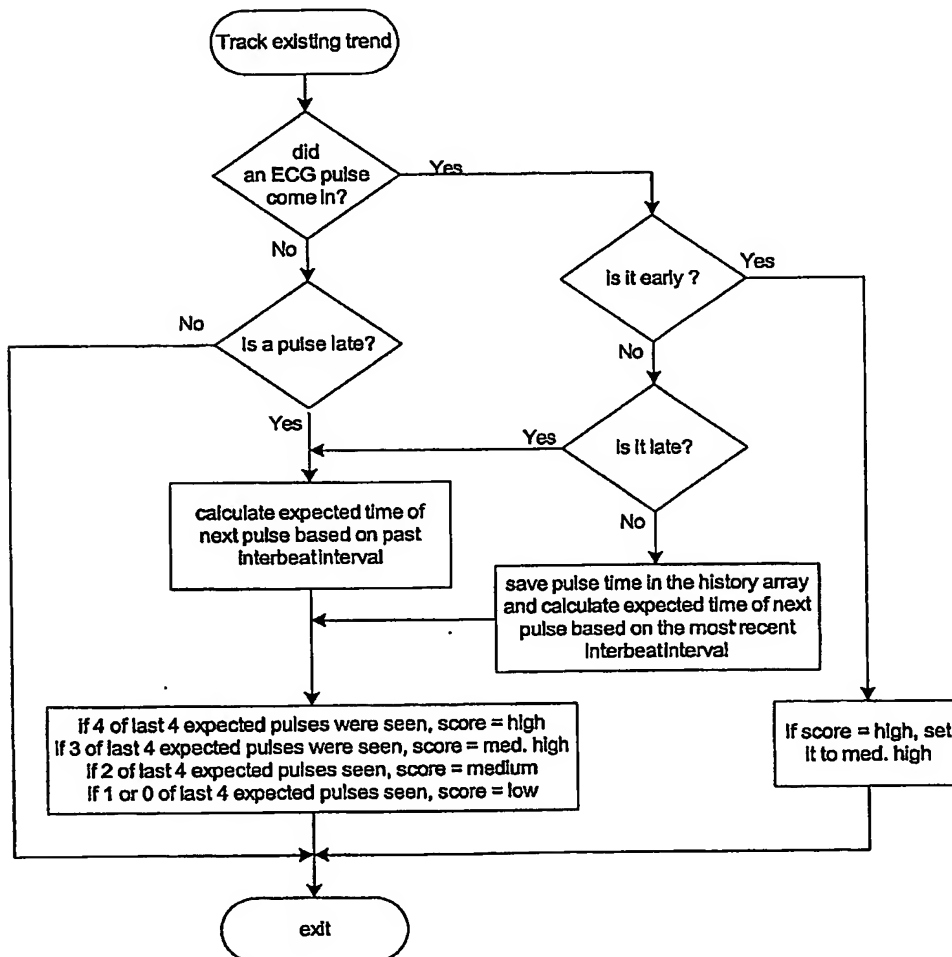 Track existing trend
did
an ECG pulse
come in?
Yes
No
is it early ?
Yes
No
is a pulse late?
No
Yes
Yes
is it late?
calculate expected time of
next pulse based on past
interbeat interval
No
save pulse time in the history array
and calculate expected time of next
pulse based on the most recent
interbeat interval
if 4 of last 4 expected pulses were seen, score = high
if 3 of last 4 expected pulses were seen, score = med. high
if 2 of last 4 expected pulses seen, score = medium
if 1 or 0 of last 4 expected pulses seen, score = low
if score = high, set
it to med. high
exit